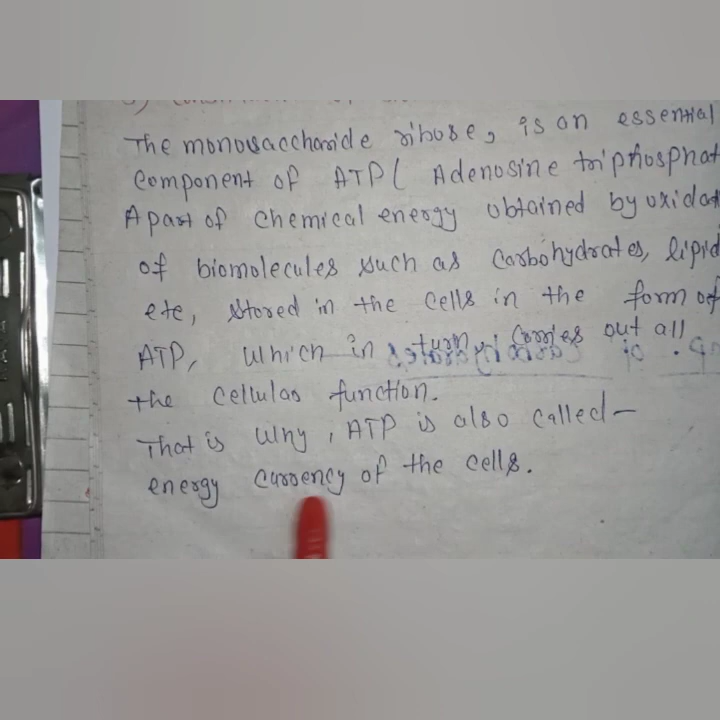 The monosaccharide ribose, is an essential
component of ATP( Adenosine triphosphat
A part of chemical energy obtained by oxidat
of biomolecules such as carbohydrates, lipid
etc, stored in the cells in the form of
ATP, which in turn, carries out all
the cellular function.
That is why, ATP is also called –
energy currency of the cells.